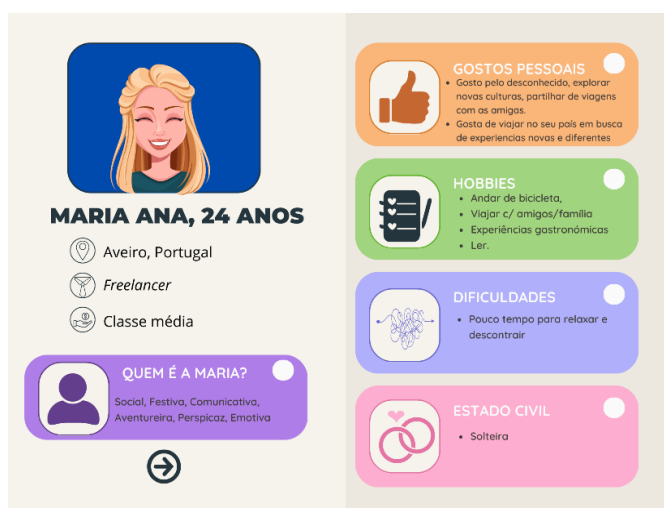 MARIA ANA, 24 ANOS
Aveiro, Portugal
Freelancer
Classe média
QUEM É A MARIA?
Social, Festiva, Comunicativa,
Aventureira, Perspicaz, Emotiva
GOSTOS PESSOAIS
• Gosto pelo desconhecido, explorar
novas culturas, partilhar de viagens
com as amigas.
• Gosta de viajar no seu país em busca
de experiencias novas e diferentes
HOBBIES
• Andar de bicicleta,
• Viajar c/ amigos/família
• Experiências gastronómicas
• Ler.
DIFICULDADES
• Pouco tempo para relaxar e
descontrair
ESTADO CIVIL
• Solteira